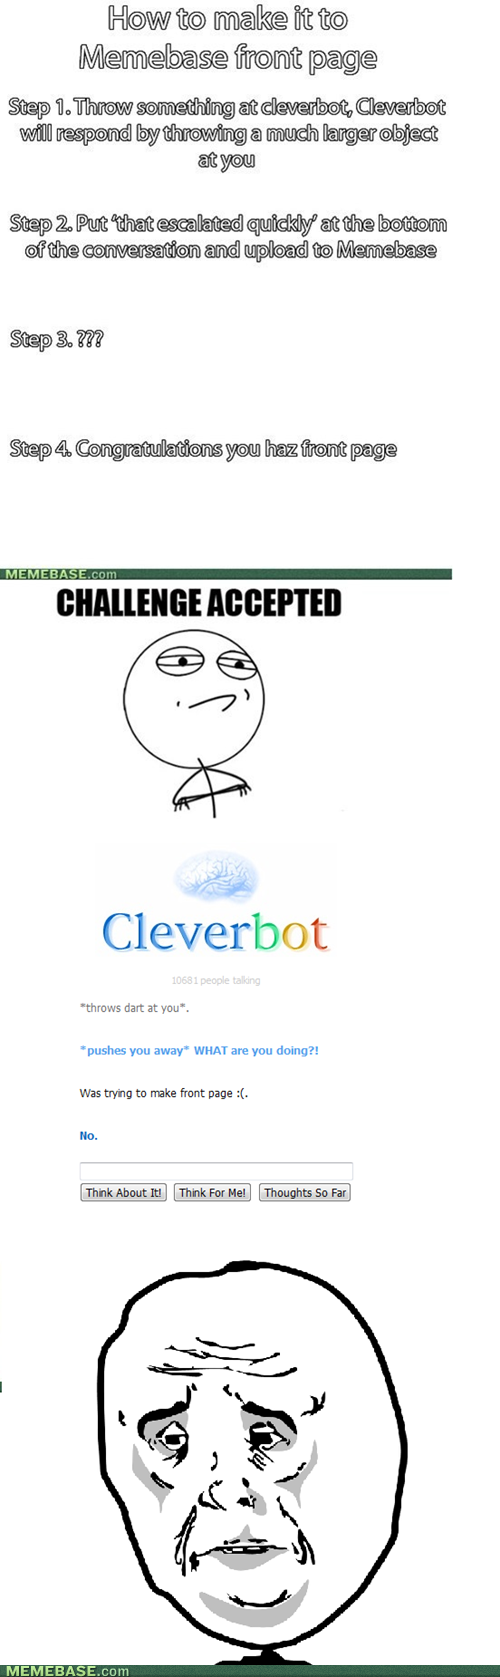 How to make it to
Memebase front page
Step 1. Throw something at cleverbot, Cleverbot
will respond by throwing a much larger object
at you
Step 2. Put 'that escalated quickly' at the bottom
of the conversation and upload to Memebase
Step 3. ???
Step 4. Congratulations you haz front page
MEMEBASE.com
CHALLENGE ACCEPTED
Cleverbot
10681 people talking
*throws dart at you*.
*pushes you away* WHAT are you doing?!
Was trying to make front page :(.
No.
Think About It! Think For Me! Thoughts So Far
MEMEBASE.com